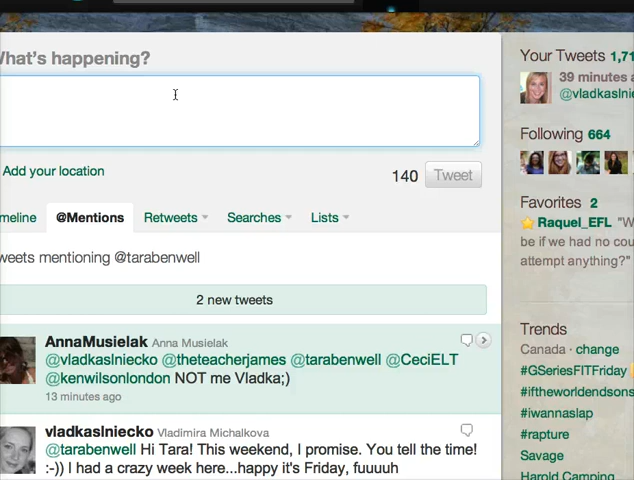 What's happening?
Add your location
140
Tweet
Timeline
@Mentions
Retweets
Searches
Lists
Tweets mentioning @tarabenwell
2 new tweets
AnnaMusielak Anna Musielak
@vladkaslniecko @theteacherjames @tarabenwell @CeciELT
@kenwilsonlondon NOT me Vladka;)
13 minutes ago
vladkaslniecko Vladimira Michalkova
@tarabenwell Hi Tara! This weekend, I promise. You tell the time!
:-)) I had a crazy week here...happy it's Friday, fuuuuh
Your Tweets 1,71
39 minutes a
@vladkaslnie
Following 664
Favorites 2
Raquel_EFL "W
be if we had no cou
attempt anything?"
Trends
Canada · change
#GSeriesFITFriday
#iftheworldendsons
#iwannaslap
#rapture
Savage
Harold Camping